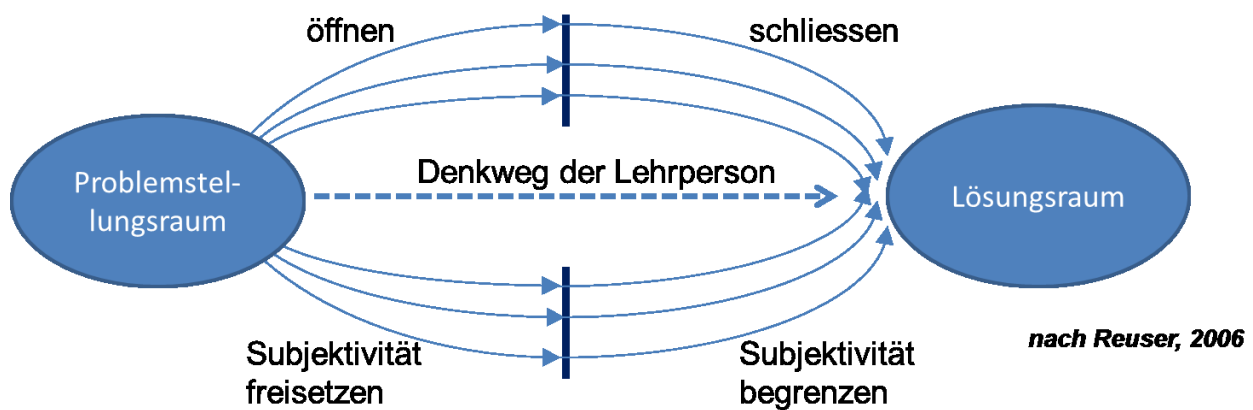 öffnen
schliessen
Problemstel-
lungsraum
Denkweg der Lehrperson
Lösungsraum
Subjektivität
freisetzen
Subjektivität
begrenzen
nach Reuser, 2006